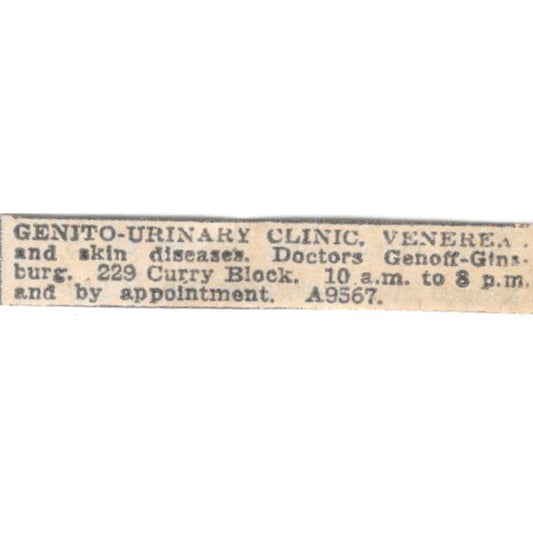 GENITO-URINARY CLINIC, VENEREA
and skin diseases. Doctors Genoff-Gins-
burg. 229 Curry Block. 10 a.m. to 8 p.m.
and by appointment. A9567.